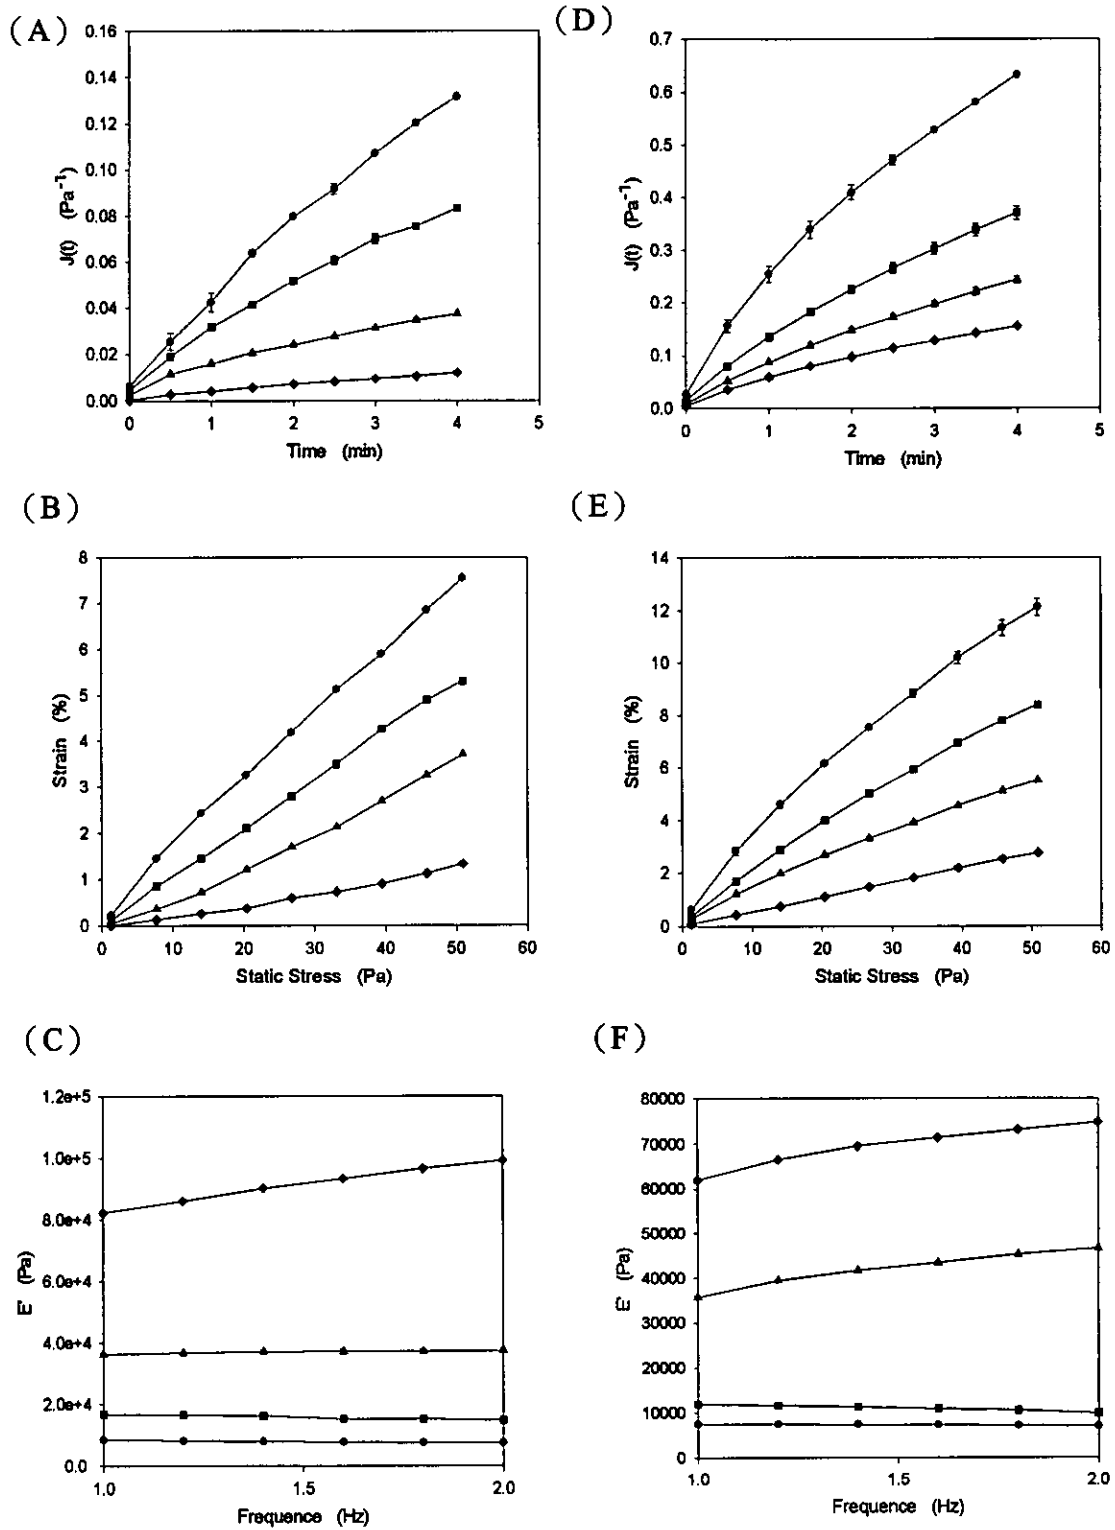 (A)
0.16
0.14
0.12
0.10
0.08
0.06
0.04
0.02
0.00
J(t) (Pa⁻¹)
0 1 2 3 4 5
Time (min)
(D)
0.7
0.6
0.5
0.4
0.3
0.2
0.1
0.0
J(t) (Pa⁻¹)
0 1 2 3 4 5
Time (min)
(B)
8
7
6
5
4
3
2
1
0
Strain (%)
0 10 20 30 40 50 60
Static Stress (Pa)
(E)
14
12
10
8
6
4
2
0
Strain (%)
0 10 20 30 40 50 60
Static Stress (Pa)
(C)
1.2e+5
1.0e+5
8.0e+4
6.0e+4
4.0e+4
2.0e+4
0.0
E' (Pa)
1.0 1.5 2.0
Frequence (Hz)
(F)
80000
70000
60000
50000
40000
30000
20000
10000
0
E' (Pa)
1.0 1.5 2.0
Frequence (Hz)